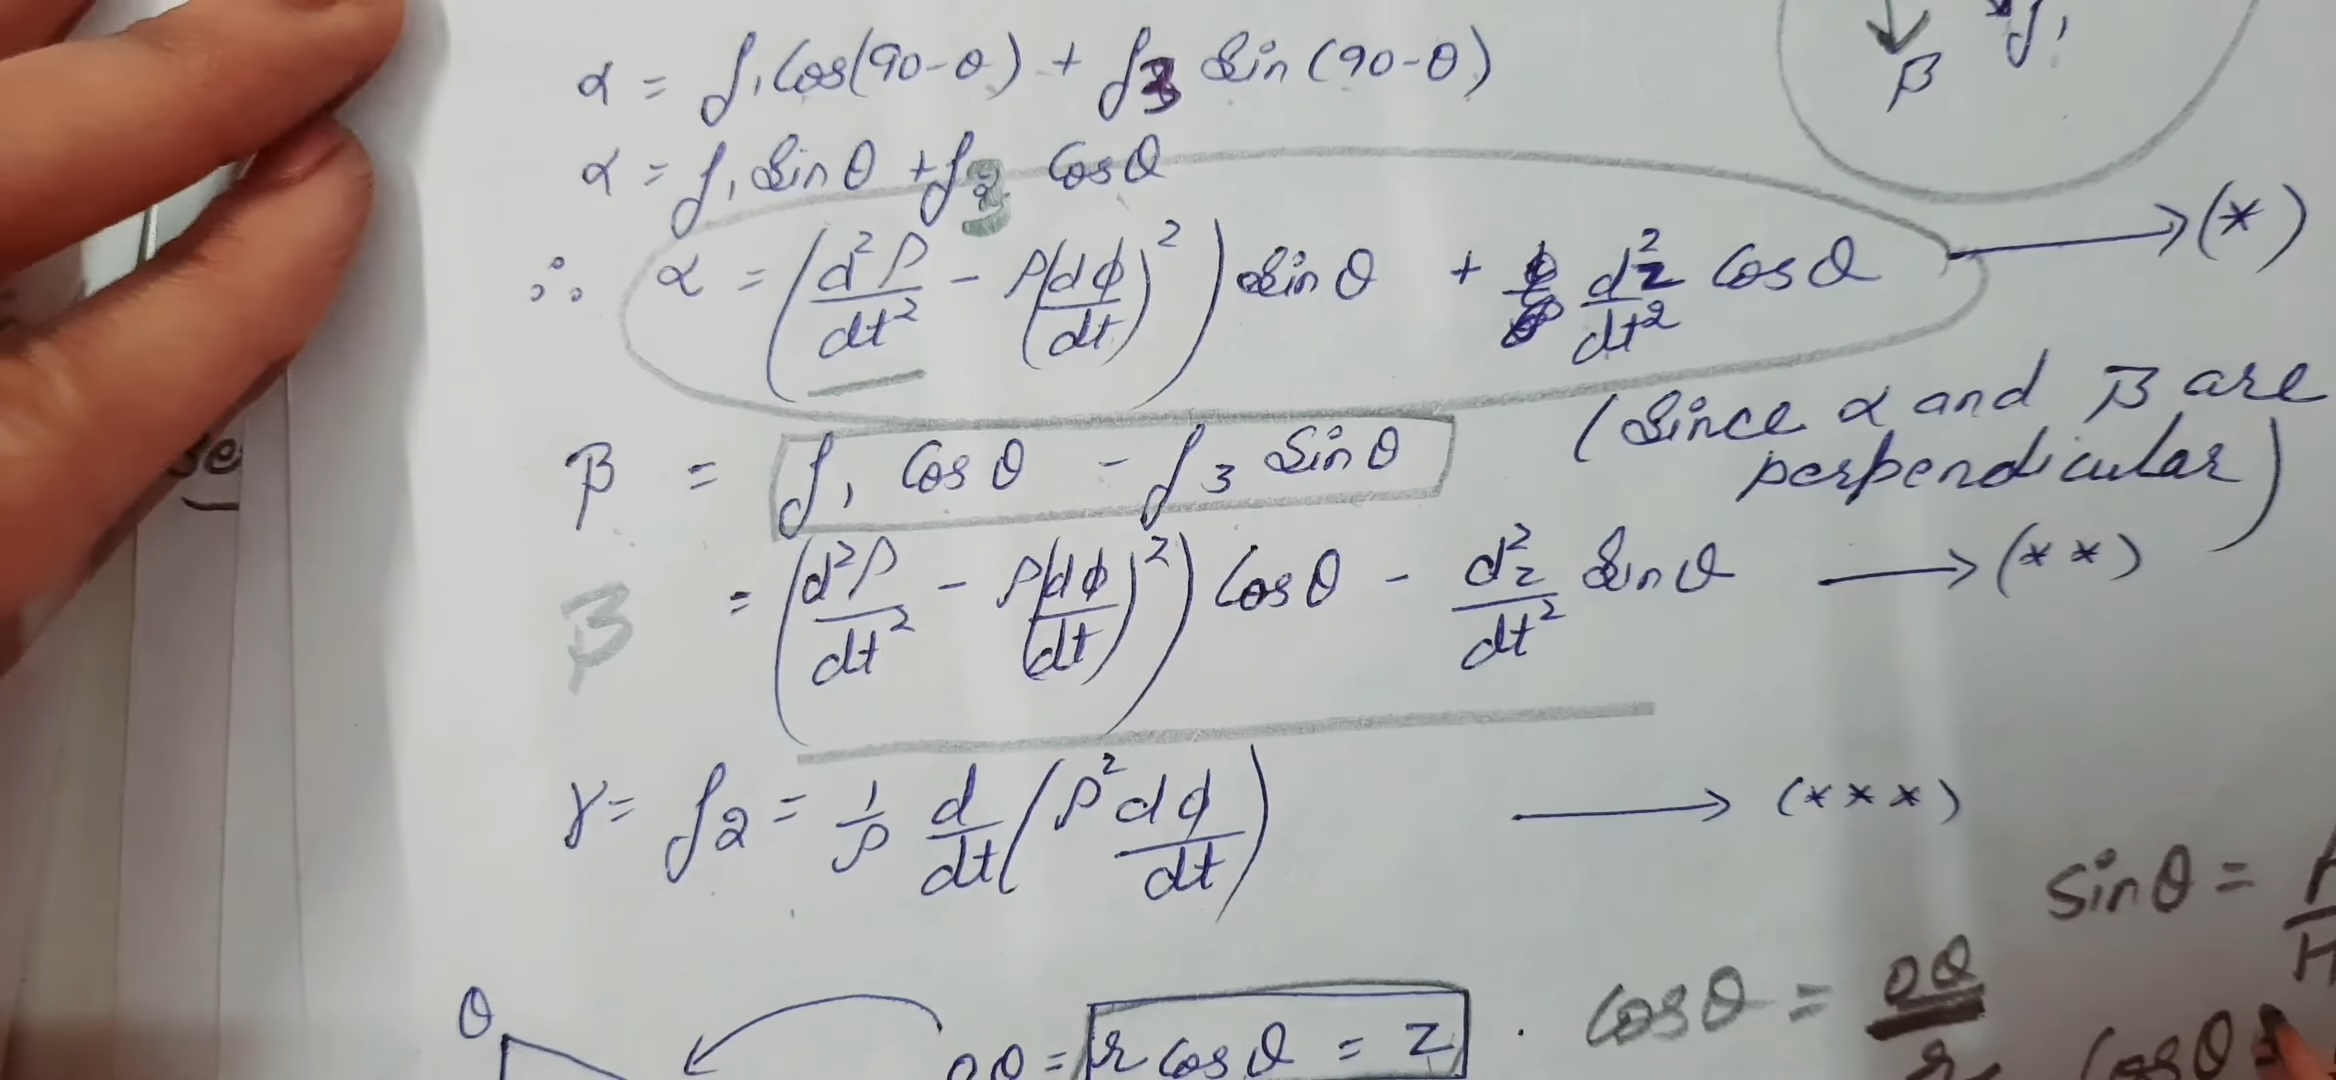 β f₁
α = f₁ Cos(90-θ) + f₃ Sin (90-θ)
α = f₁ Sin θ + f₃ Cos θ
∴ α = (d²ρ/dt² - ρ(dϕ/dt)²) Sin θ + d²z/dt² Cos θ → (*)
(Since α and β are perpendicular)
β = f₁ Cos θ - f₃ Sin θ
β = (d²ρ/dt² - ρ(dϕ/dt)²) Cos θ - d²z/dt² Sin θ → (**)
γ = f₂ = 1/ρ d/dt (ρ² dϕ/dt) → (***)
Sin θ =
Cos θ =
O
r cos θ = z
Cos θ